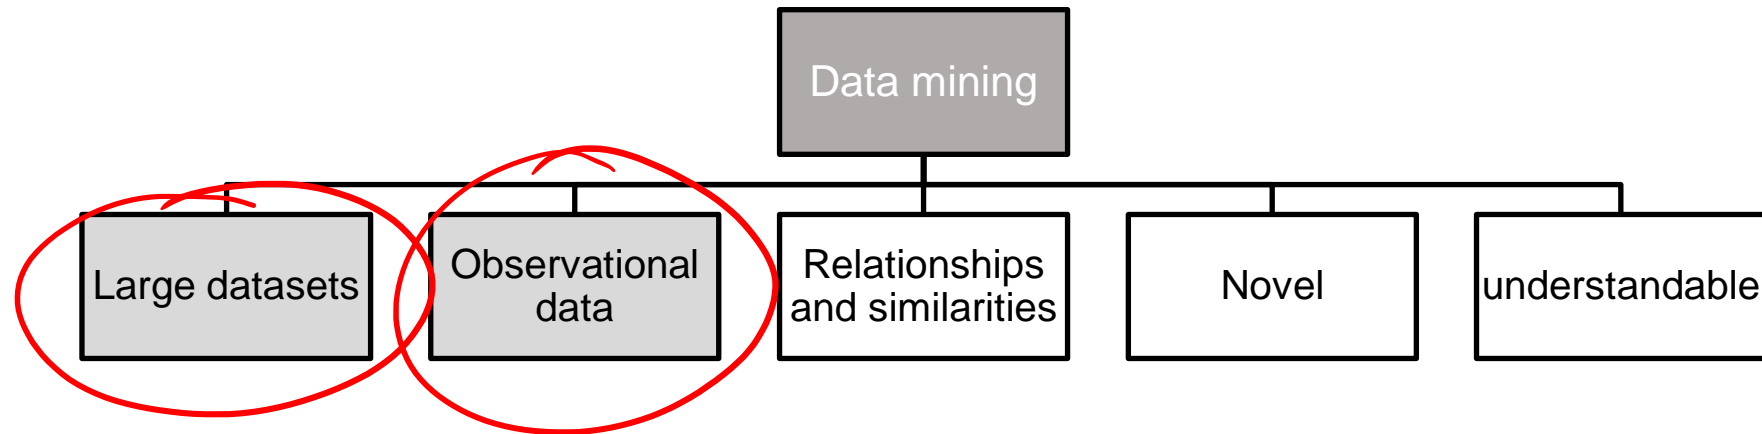 Data mining
Large datasets
Observational
data
Relationships
and similarities
Novel
understandable